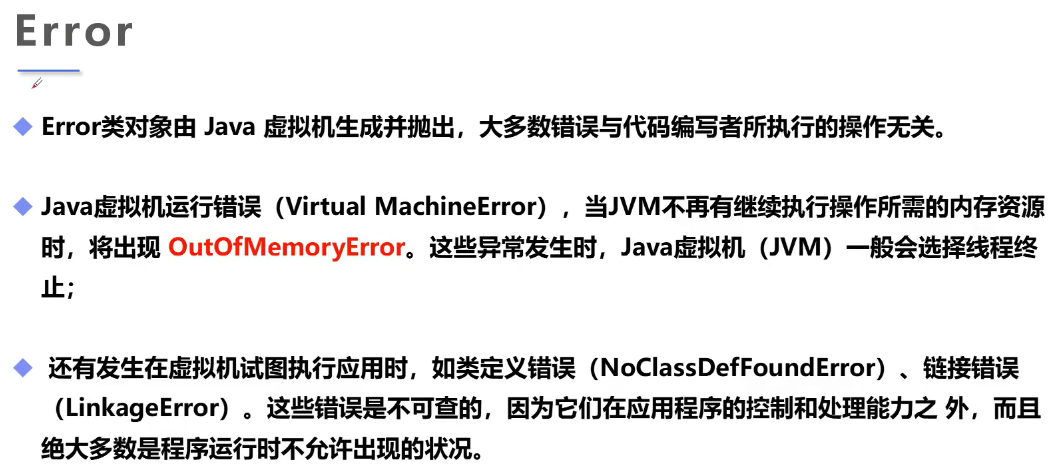 Error
Error类对象由 Java 虚拟机生成并抛出，大多数错误与代码编写者所执行的操作无关。
Java虚拟机运行错误（Virtual MachineError），当JVM不再有继续执行操作所需的内存资源
时，将出现 OutOfMemoryError。这些异常发生时，Java虚拟机（JVM）一般会选择线程终
止；
还有发生在虚拟机试图执行应用时，如类定义错误（NoClassDefFoundError）、链接错误
（LinkageError）。这些错误是不可查的，因为它们在应用程序的控制和处理能力之 外，而且
绝大多数是程序运行时不允许出现的状况。